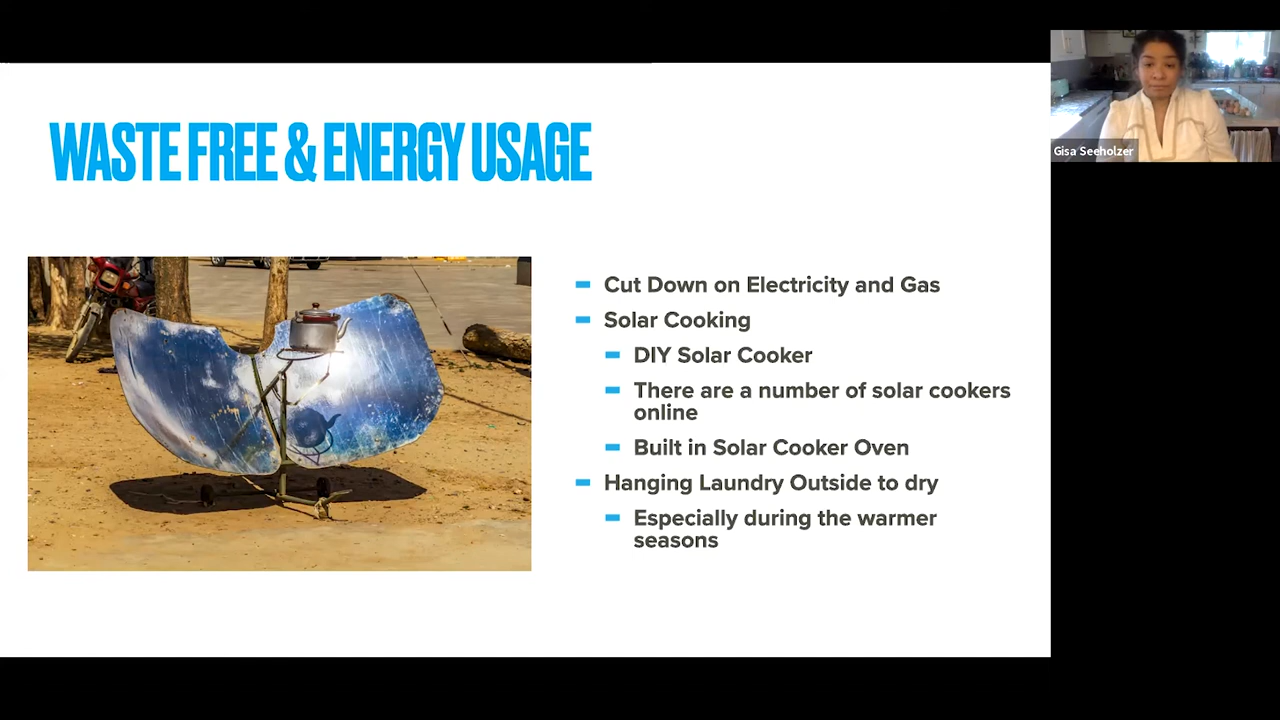 WASTE FREE & ENERGY USAGE
Gisa Seeholzer
Cut Down on Electricity and Gas
Solar Cooking
DIY Solar Cooker
There are a number of solar cookers
online
Built in Solar Cooker Oven
Hanging Laundry Outside to dry
Especially during the warmer
seasons